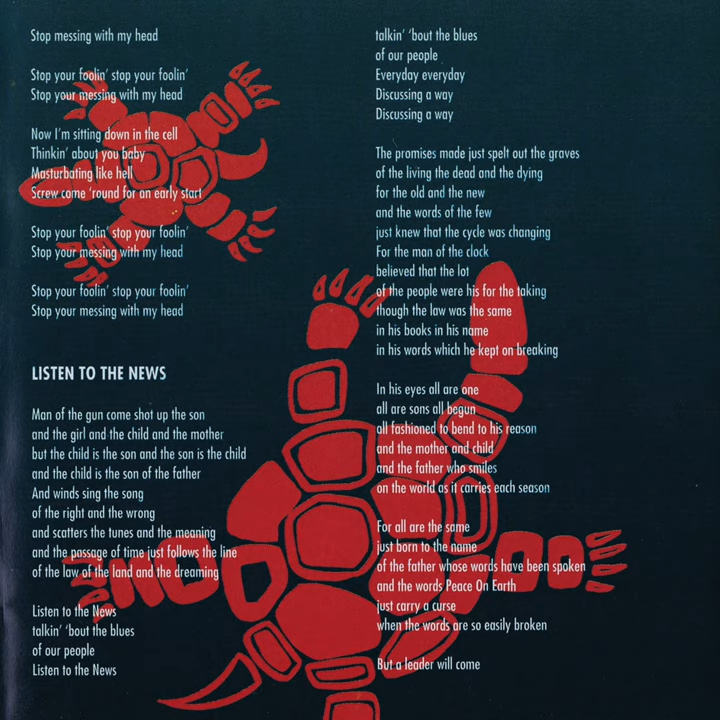 Stop messing with my head
Stop your foolin' stop your foolin'
Stop your messing with my head
Now I'm sitting down in the cell
Thinkin' about you baby
Masturbating like hell
Screw come 'round for an early start
Stop your foolin' stop your foolin'
Stop your messing with my head
Stop your foolin' stop your foolin'
Stop your messing with my head
LISTEN TO THE NEWS
Man of the gun come shot up the son
and the girl and the child and the mother
but the child is the son and the son is the child
and the child is the son of the father
And winds sing the song
of the right and the wrong
and scatters the tunes and the meaning
and the passage of time just follows the line
of the law of the land and the dreaming
Listen to the News
talkin' 'bout the blues
of our people
Listen to the News
talkin' 'bout the blues
of our people
Everyday everyday
Discussing a way
Discussing a way
The promises made just spelt out the graves
of the living the dead and the dying
for the old and the new
and the words of the few
just knew that the cycle was changing
For the man of the clock
believed that the lot
of the people were his for the taking
though the law was the same
in his books in his name
in his words which he kept on breaking
In his eyes all are one
all are sons all begun
all fashioned to bend to his reason
and the mother and child
and the father who smiles
on the world as it carries each season
For all are the same
just born to the name
of the father whose words have been spoken
and the words Peace On Earth
just carry a curse
when the words are so easily broken
But a leader will come